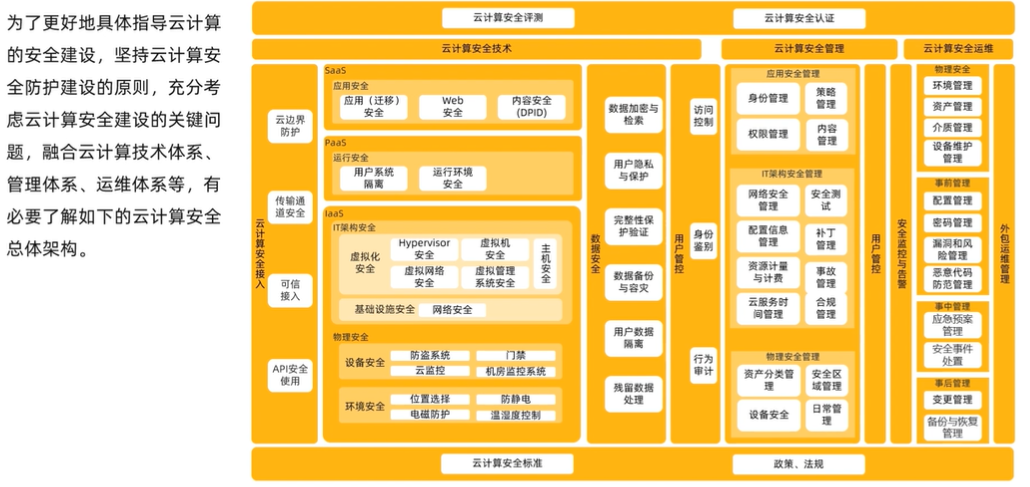 为了更好地具体指导云计算
的安全建设，坚持云计算安
全防护建设的原则，充分考
虑云计算安全建设的关键问
题，融合云计算技术体系、
管理体系、运维体系等，有
必要了解如下的云计算安全
总体架构。
云计算安全评测
云计算安全认证
云计算安全技术
云计算安全管理
云计算安全运维
云计算安全接入
云边界
防护
传输通
道安全
可信
接入
API安全
使用
SaaS
应用安全
应用（迁移）
安全
Web
安全
内容安全
(DPID)
PaaS
运行安全
用户系统
隔离
运行环境
安全
IaaS
IT架构安全
虚拟化
安全
Hypervisor
安全
虚拟机
安全
虚拟网络
安全
虚拟管理
系统安全
主机安全
基础设施安全
网络安全
物理安全
设备安全
防盗系统
门禁
云监控
机房监控系统
环境安全
位置选择
防静电
电磁防护
温湿度控制
数据安全
数据加密与
检索
用户隐私
与保护
完整性保
护验证
数据备份
与容灾
用户数据
隔离
残留数据
处理
用户管控
访问
控制
身份
鉴别
行为
审计
应用安全管理
身份管理
策略
管理
权限管理
内容
管理
IT架构安全管理
网络安全
管理
安全测
试
配置信息
管理
补丁
管理
资源计量
与计费
事故
管理
云服务时
间管理
合规
管理
物理安全管理
资产分类管
理
安全区
域管理
设备安全
日常管
理
用户管控
安全监控与告警
物理安全
环境管理
资产管理
介质管理
设备维护
管理
事前管理
配置管理
密码管理
漏洞和风
险管理
恶意代码
防范管理
事中管理
应急预案
管理
安全事件
处置
事后管理
变更管理
备份与恢复
管理
外包运维管理
云计算安全标准
政策、法规